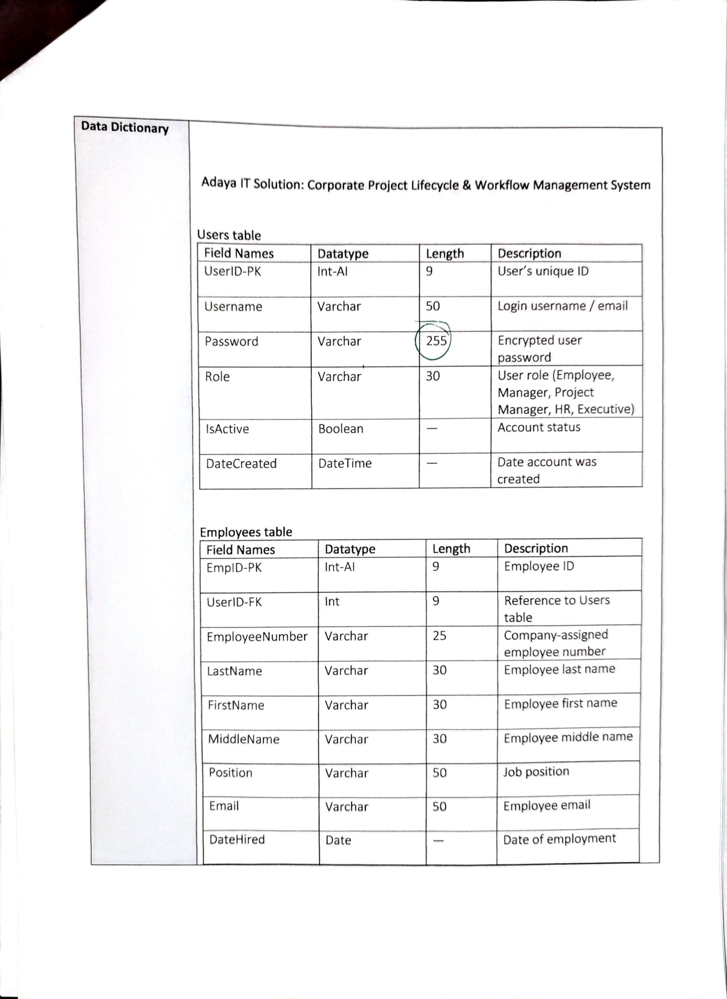 Data Dictionary
Adaya IT Solution: Corporate Project Lifecycle & Workflow Management System
Users table
Field Names Datatype Length Description
UserID-PK Int-AI 9 User's unique ID
Username Varchar 50 Login username / email
Password Varchar 255 Encrypted user
password
Role Varchar 30 User role (Employee,
Manager, Project
Manager, HR, Executive)
IsActive Boolean — Account status
DateCreated DateTime — Date account was
created
Employees table
Field Names Datatype Length Description
EmpID-PK Int-AI 9 Employee ID
UserID-FK Int 9 Reference to Users
table
EmployeeNumber Varchar 25 Company-assigned
employee number
LastName Varchar 30 Employee last name
FirstName Varchar 30 Employee first name
MiddleName Varchar 30 Employee middle name
Position Varchar 50 Job position
Email Varchar 50 Employee email
DateHired Date — Date of employment